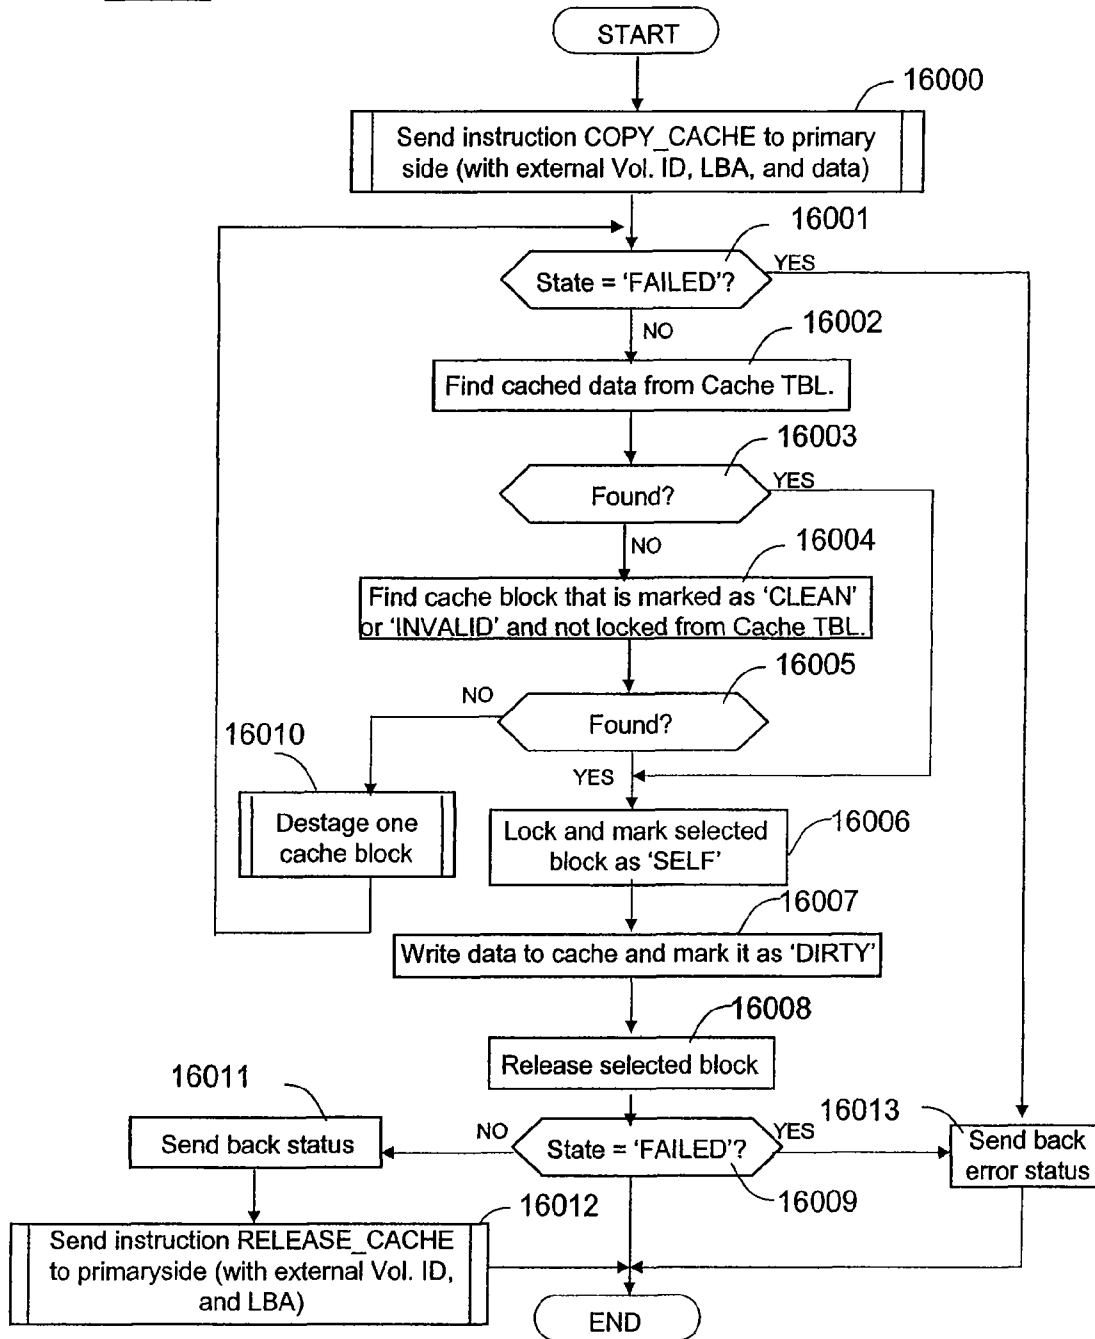 START
16000
Send instruction COPY_CACHE to primary
side (with external Vol. ID, LBA, and data)
16001
State = ‘FAILED’?
YES
NO
16002
Find cached data from Cache TBL.
16003
Found?
YES
NO
16004
Find cache block that is marked as ‘CLEAN’
or ‘INVALID’ and not locked from Cache TBL.
16005
NO
Found?
16010
YES
Destage one
cache block
Lock and mark selected
block as ‘SELF’
16006
16007
Write data to cache and mark it as ‘DIRTY’
16008
Release selected block
16011
Send back status
NO
State = ‘FAILED’?
YES
16009
16013
Send back
error status
16012
Send instruction RELEASE_CACHE
to primaryside (with external Vol. ID,
and LBA)
END